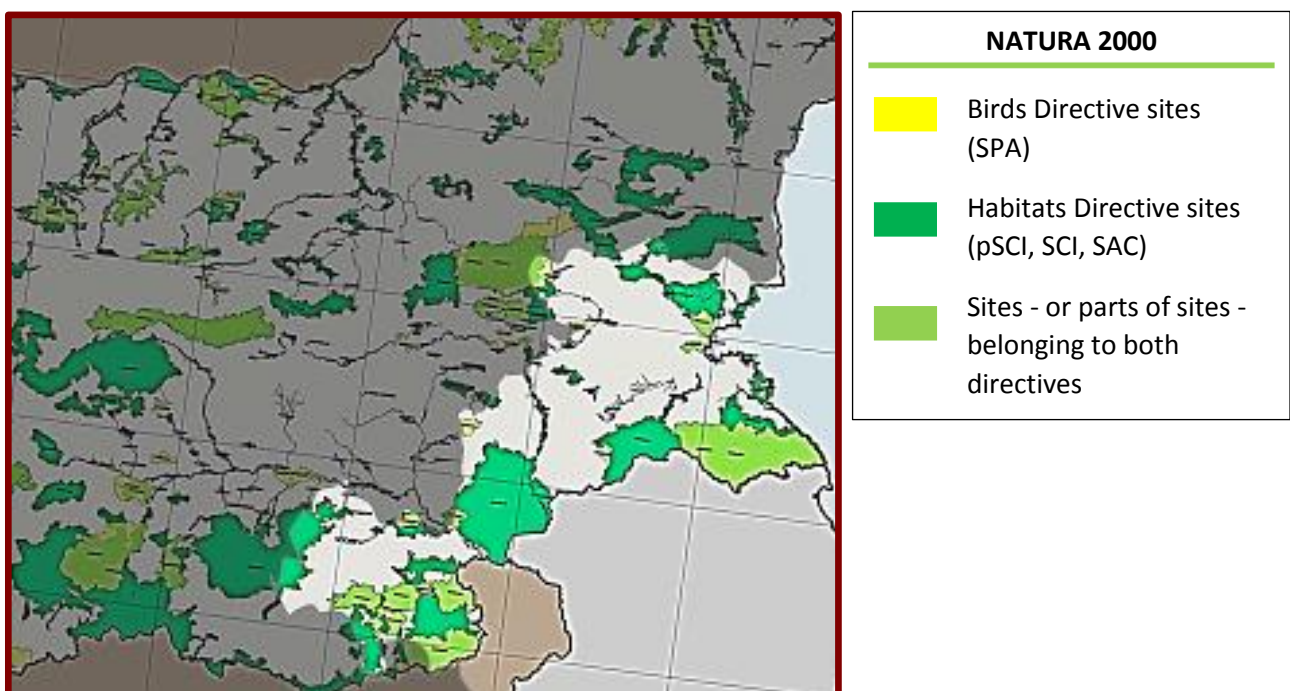 NATURA 2000
Birds Directive sites
(SPA)
Habitats Directive sites
(pSCI, SCI, SAC)
Sites - or parts of sites -
belonging to both
directives